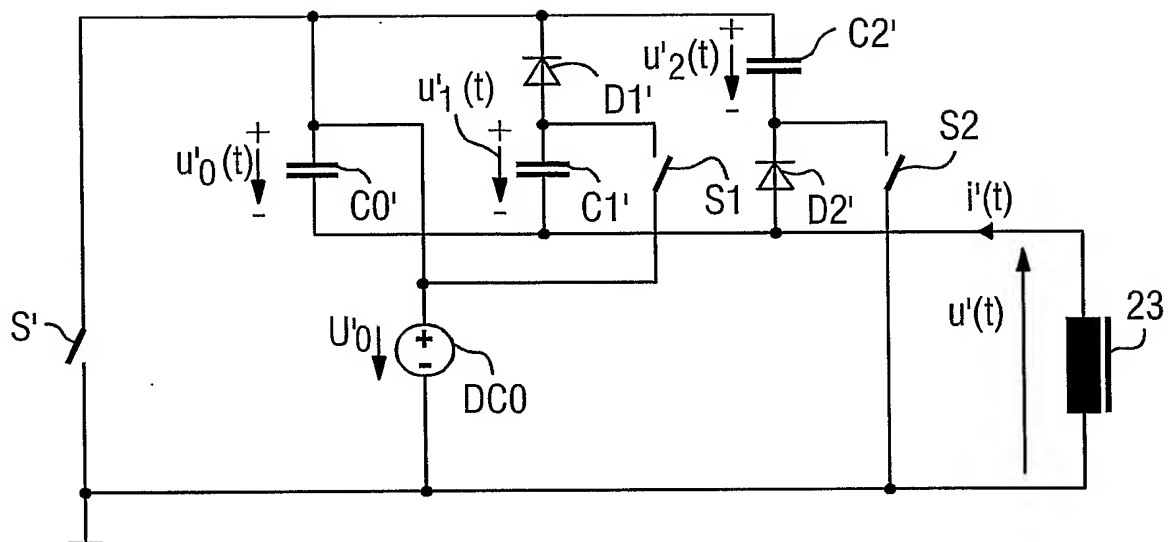 +
C2'
u'2(t)
-
D1'
u'1 (t)
+
u'0(t)
-
C0'
+
-
C1'
S1
D2'
S2
i'(t)
u'(t)
23
S'
U'0
+
-
DC0